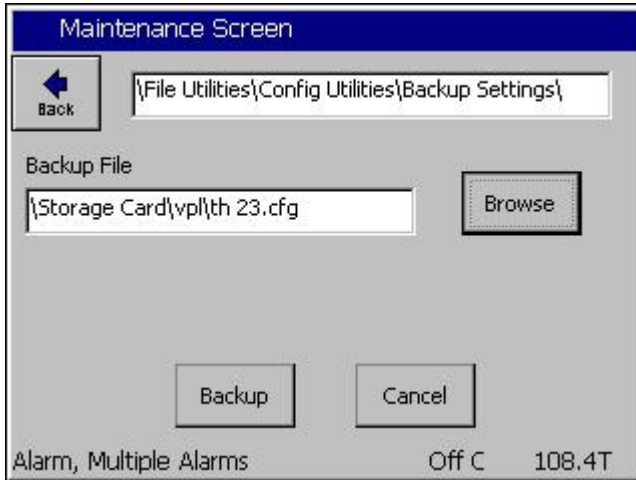 Maintenance Screen
Back
\File Utilities\Config Utilities\Backup Settings\
Backup File
\Storage Card\vpl\th 23.cfg
Browse
Backup
Cancel
Alarm, Multiple Alarms Off C 108.4T